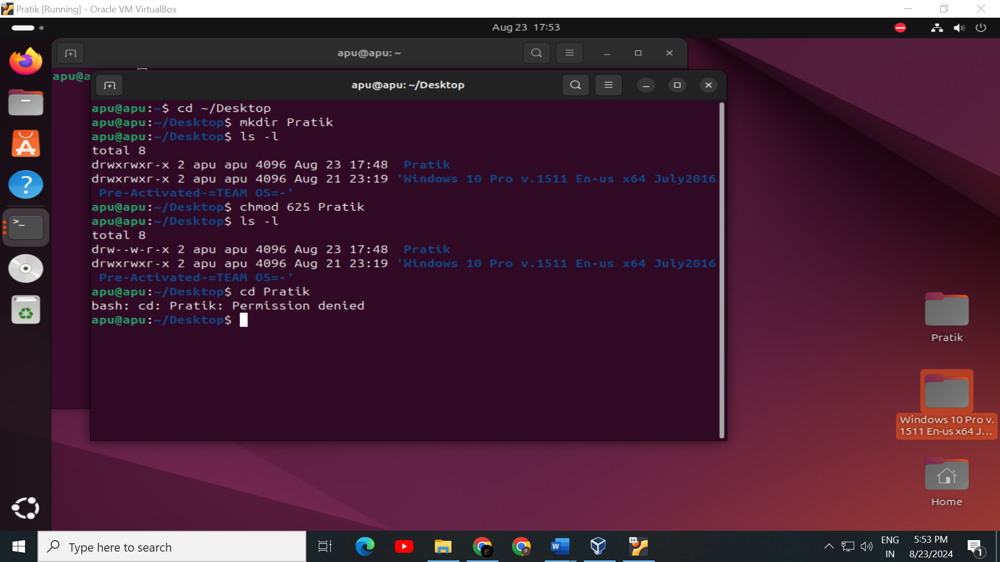 Pratik [Running] - Oracle VM VirtualBox
Aug 23 17:53
apu@apu: ~
apu@a
apu@apu: ~/Desktop
apu@apu:~$ cd ~/Desktop
apu@apu:~/Desktop$ mkdir Pratik
apu@apu:~/Desktop$ ls -l
total 8
drwxrwxr-x 2 apu apu 4096 Aug 23 17:48  Pratik
drwxrwxr-x 2 apu apu 4096 Aug 21 23:19 'Windows 10 Pro v.1511 En-us x64 July2016
 Pre-Activated-=TEAM OS=-'
apu@apu:~/Desktop$ chmod 625 Pratik
apu@apu:~/Desktop$ ls -l
total 8
drw--w-r-x 2 apu apu 4096 Aug 23 17:48  Pratik
drwxrwxr-x 2 apu apu 4096 Aug 21 23:19 'Windows 10 Pro v.1511 En-us x64 July2016
 Pre-Activated-=TEAM OS=-'
apu@apu:~/Desktop$ cd Pratik
bash: cd: Pratik: Permission denied
apu@apu:~/Desktop$
Pratik
Windows 10 Pro v.
1511 En-us x64 J...
Home
Type here to search
W
P
64
ENG
IN
5:53 PM
8/23/2024
1